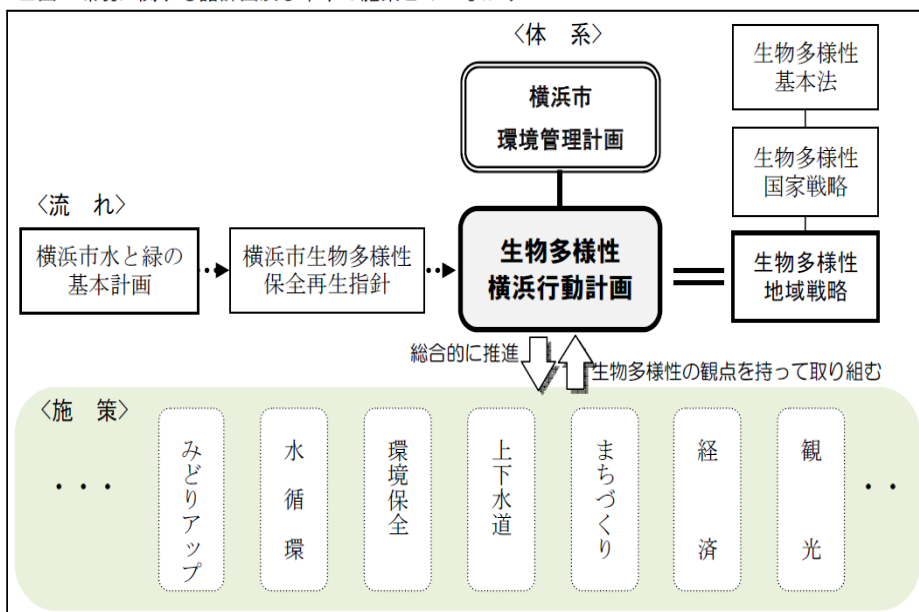 〈体 系〉
横浜市
環境管理計画
生物多様性
基本法
生物多様性
国家戦略
〈流 れ〉
横浜市水と緑の
基本計画
横浜市生物多様性
保全再生指針
生物多様性
横浜行動計画
生物多様性
地域戦略
総合的に推進
生物多様性の観点を持って取り組む
〈施 策〉
・・・
みどりアップ
水循環
環境保全
上下水道
まちづくり
経済
観光
・・